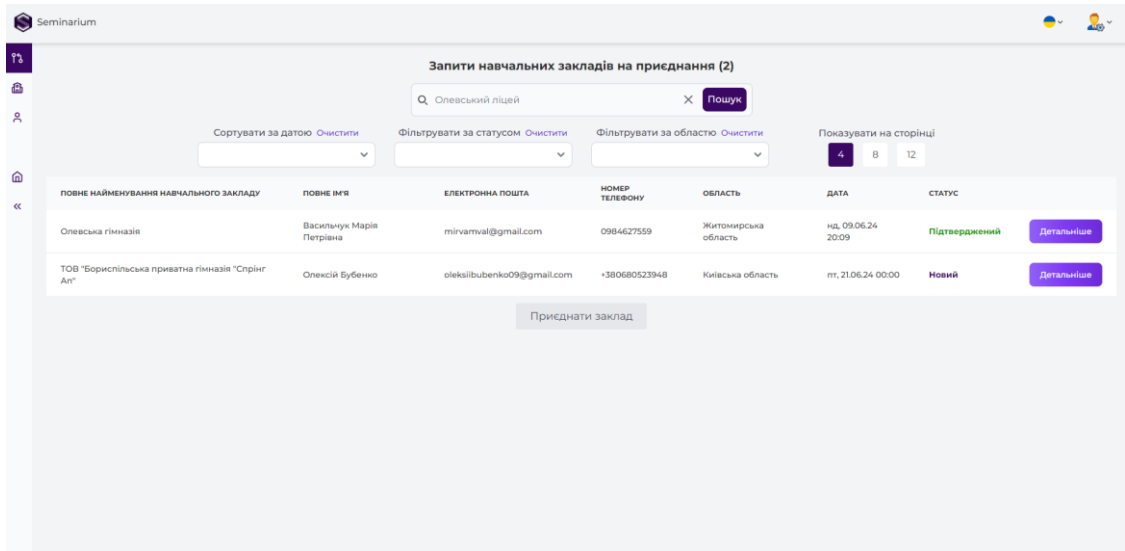 Seminarium
Запити навчальних закладів на приєднання (2)
Олевський ліцей
Пошук
Сортувати за датою Очистити
Фільтрувати за статусом Очистити
Фільтрувати за областю Очистити
Показувати на сторінці
4 8 12
ПОВНЕ НАЙМЕНУВАННЯ НАВЧАЛЬНОГО ЗАКЛАДУ
ПОВНЕ ІМ'Я
ЕЛЕКТРОННА ПОШТА
НОМЕР
ТЕЛЕФОНУ
ОБЛАСТЬ
ДАТА
СТАТУС
Олевська гімназія
Васильчук Марія
Петрівна
mirvamval@gmail.com
0984627559
Житомирська
область
нд, 09.06.24
20:09
Підтверджений
Детальніше
ТОВ "Бориспільська приватна гімназія "Спрінг
Ап"
Олексій Бубенко
oleksiibubenko09@gmail.com
+380680523948
Київська область
пт, 21.06.24 00:00
Новий
Детальніше
Приєднати заклад